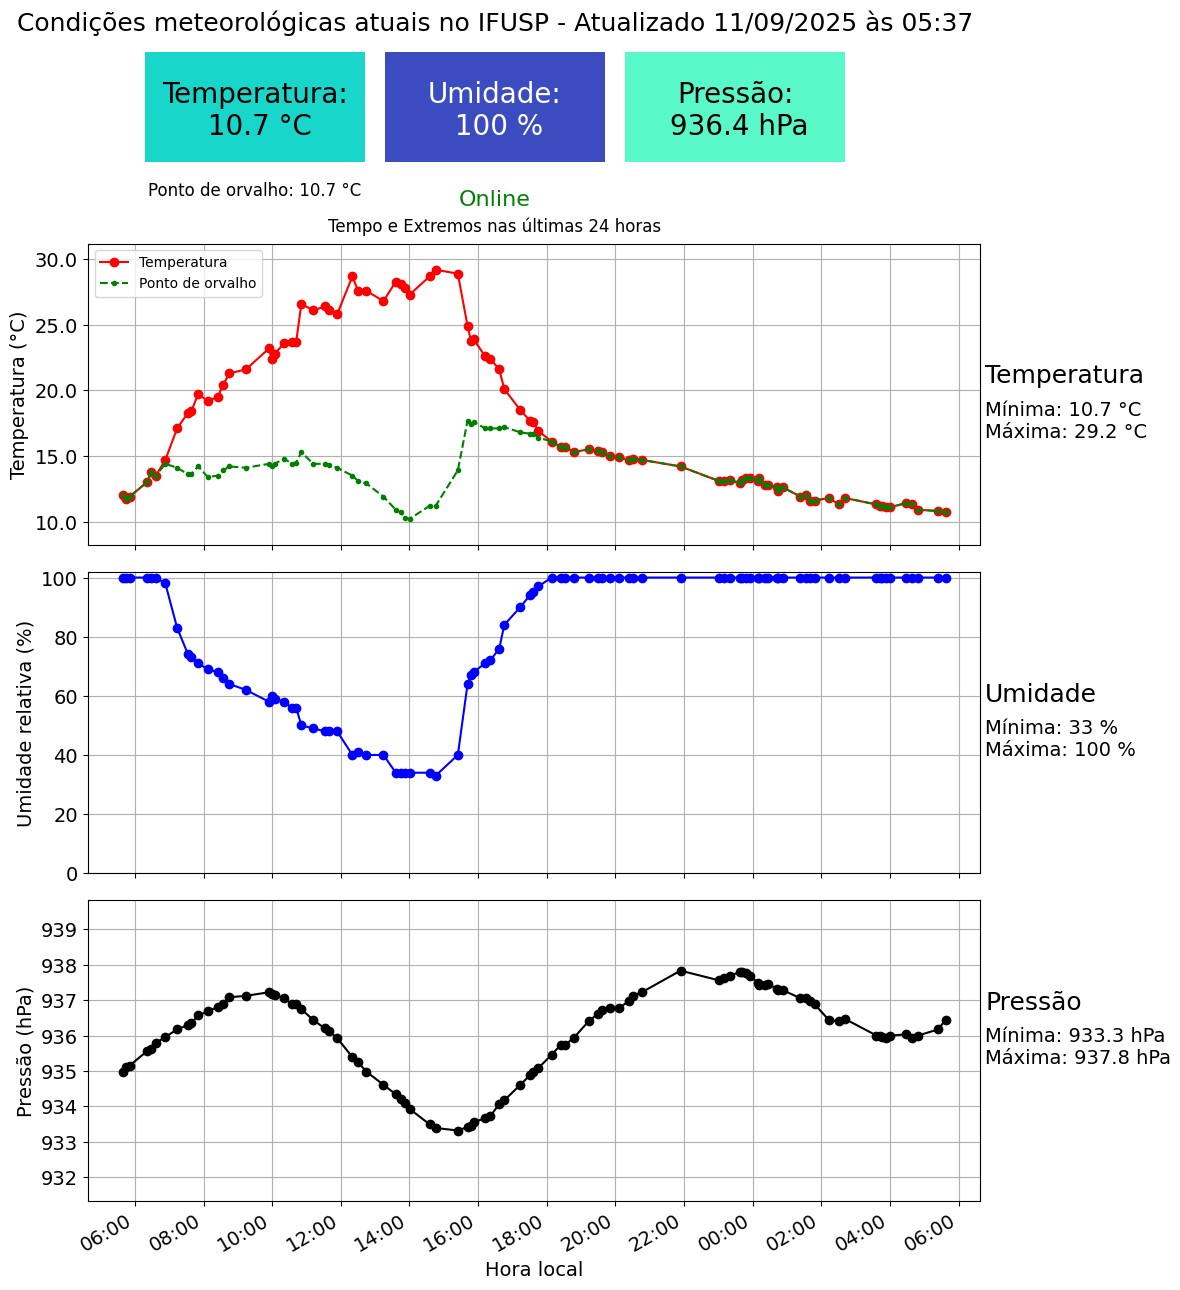 Condições meteorológicas atuais no IFUSP - Atualizado 11/09/2025 às 05:37
Temperatura:
10.7 °C
Umidade:
100 %
Pressão:
936.4 hPa
Ponto de orvalho: 10.7 °C
Online
Tempo e Extremos nas últimas 24 horas
Temperatura (°C)
30.0
25.0
20.0
15.0
10.0
Temperatura
Ponto de orvalho
Temperatura
Mínima: 10.7 °C
Máxima: 29.2 °C
Umidade relativa (%)
100
80
60
40
20
0
Umidade
Mínima: 33 %
Máxima: 100 %
Pressão (hPa)
939
938
937
936
935
934
933
932
Pressão
Mínima: 933.3 hPa
Máxima: 937.8 hPa
06:00
08:00
10:00
12:00
14:00
16:00
18:00
20:00
22:00
00:00
02:00
04:00
06:00
Hora local